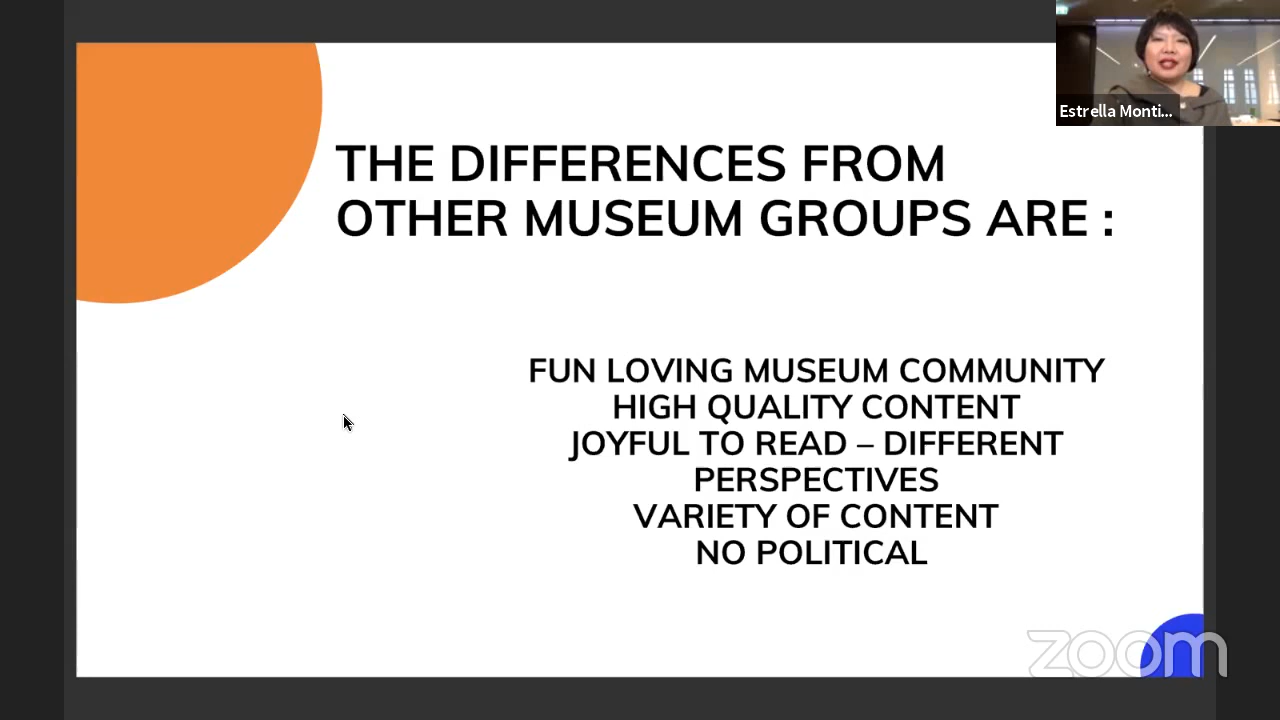 Estrella Monti...
THE DIFFERENCES FROM
OTHER MUSEUM GROUPS ARE :
FUN LOVING MUSEUM COMMUNITY
HIGH QUALITY CONTENT
JOYFUL TO READ – DIFFERENT
PERSPECTIVES
VARIETY OF CONTENT
NO POLITICAL
zoom